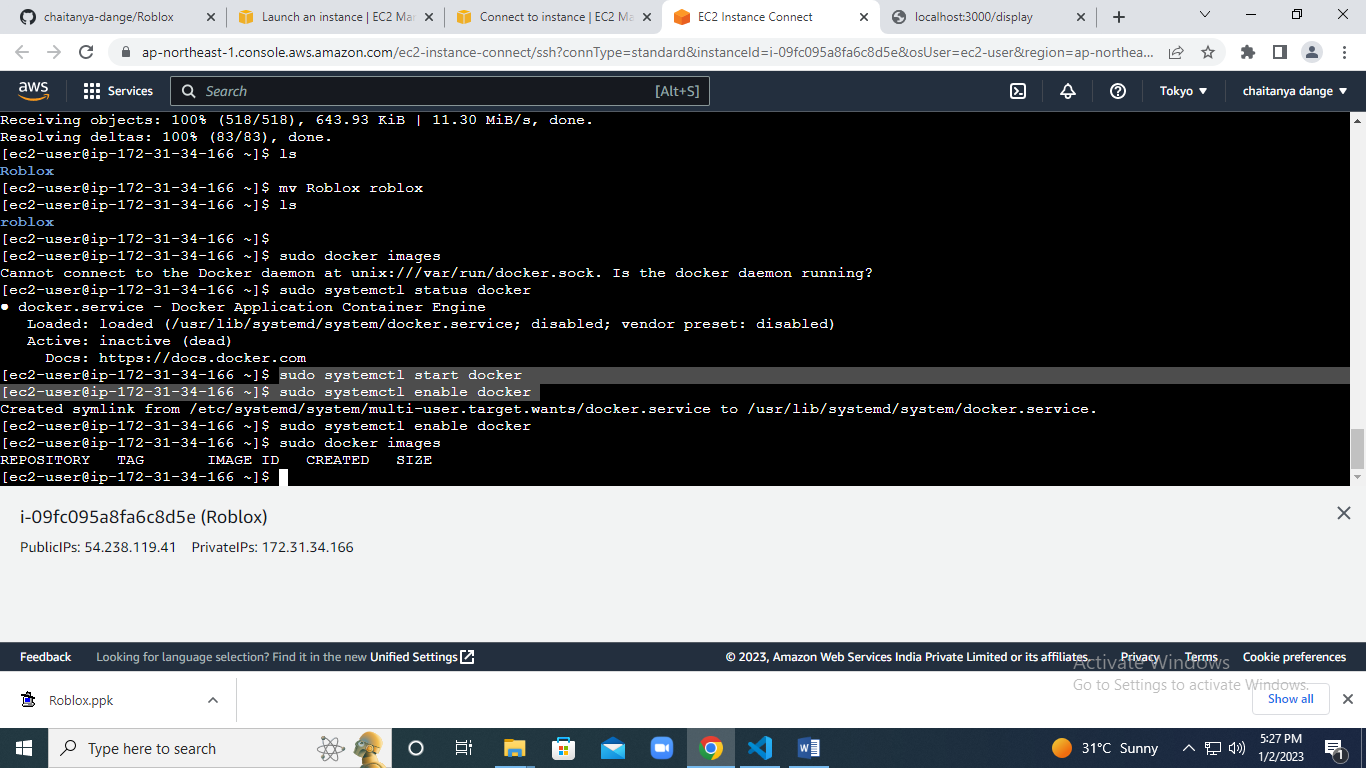 chaitanya-dange/Roblox
Launch an instance | EC2 Mar
Connect to instance | EC2 Ma
EC2 Instance Connect
localhost:3000/display
ap-northeast-1.console.aws.amazon.com/ec2-instance-connect/ssh?connType=standard&instanceId=i-09fc095a8fa6c8d5e&osUser=ec2-user&region=ap-northea...
aws
Services
Search
[Alt+S]
Tokyo
chaitanya dange
Receiving objects: 100% (518/518), 643.93 KiB | 11.30 MiB/s, done.
Resolving deltas: 100% (83/83), done.
[ec2-user@ip-172-31-34-166 ~]$ ls
Roblox
[ec2-user@ip-172-31-34-166 ~]$ mv Roblox roblox
[ec2-user@ip-172-31-34-166 ~]$ ls
roblox
[ec2-user@ip-172-31-34-166 ~]$
[ec2-user@ip-172-31-34-166 ~]$ sudo docker images
Cannot connect to the Docker daemon at unix:///var/run/docker.sock. Is the docker daemon running?
[ec2-user@ip-172-31-34-166 ~]$ sudo systemctl status docker
● docker.service - Docker Application Container Engine
Loaded: loaded (/usr/lib/systemd/system/docker.service; disabled; vendor preset: disabled)
Active: inactive (dead)
Docs: https://docs.docker.com
[ec2-user@ip-172-31-34-166 ~]$ sudo systemctl start docker
[ec2-user@ip-172-31-34-166 ~]$ sudo systemctl enable docker
Created symlink from /etc/systemd/system/multi-user.target.wants/docker.service to /usr/lib/systemd/system/docker.service.
[ec2-user@ip-172-31-34-166 ~]$ sudo systemctl enable docker
[ec2-user@ip-172-31-34-166 ~]$ sudo docker images
REPOSITORY TAG IMAGE ID CREATED SIZE
[ec2-user@ip-172-31-34-166 ~]$
i-09fc095a8fa6c8d5e (Roblox)
PublicIPs: 54.238.119.41 PrivateIPs: 172.31.34.166
Feedback
Looking for language selection? Find it in the new Unified Settings
© 2023, Amazon Web Services India Private Limited or its affiliates.
Privacy
Terms
Cookie preferences
Activate Windows
Go to Settings to activate Windows.
Roblox.ppk
Show all
Type here to search
31°C Sunny
5:27 PM
1/2/2023
1